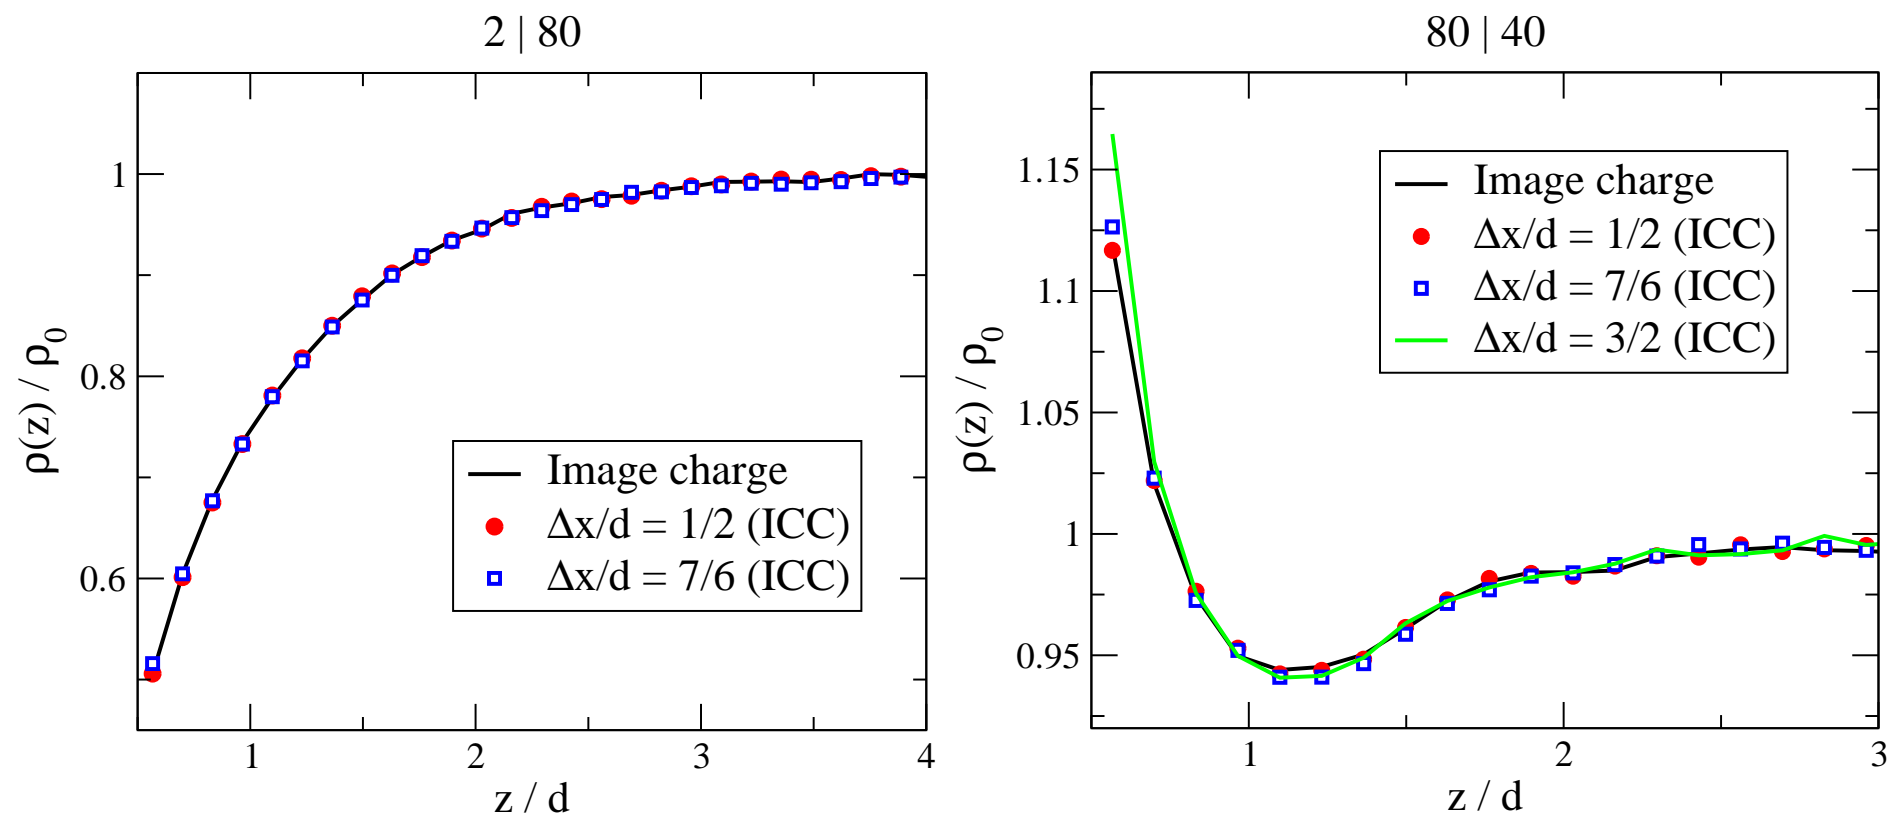 2 | 80
1
0.8
0.6
ρ(z) / ρ₀
Image charge
Δx/d = 1/2 (ICC)
Δx/d = 7/6 (ICC)
1 2 3 4
z / d
80 | 40
1.15
1.1
1.05
1
0.95
ρ(z) / ρ₀
Image charge
Δx/d = 1/2 (ICC)
Δx/d = 7/6 (ICC)
Δx/d = 3/2 (ICC)
1 2 3
z / d